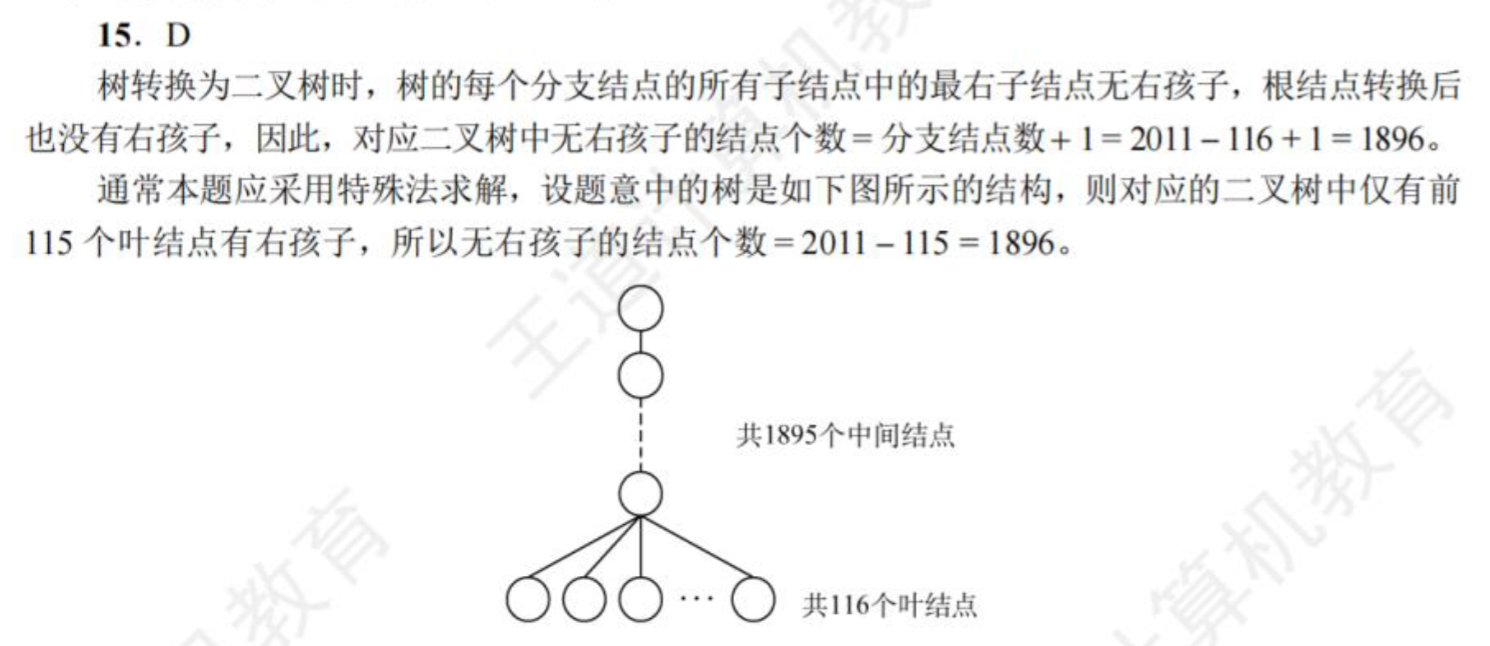 15. D
树转换为二叉树时，树的每个分支结点的所有子结点中的最右子结点无右孩子，根结点转换后
也没有右孩子，因此，对应二叉树中无右孩子的结点个数=分支结点数+1=2011-116+1=1896。
通常本题应采用特殊法求解，设题意中的树是如下图所示的结构，则对应的二叉树中仅有前
115个叶结点有右孩子，所以无右孩子的结点个数=2011-115=1896。
共1895个中间结点
… 共116个叶结点
王道计算机教育
机教育
计算机教育